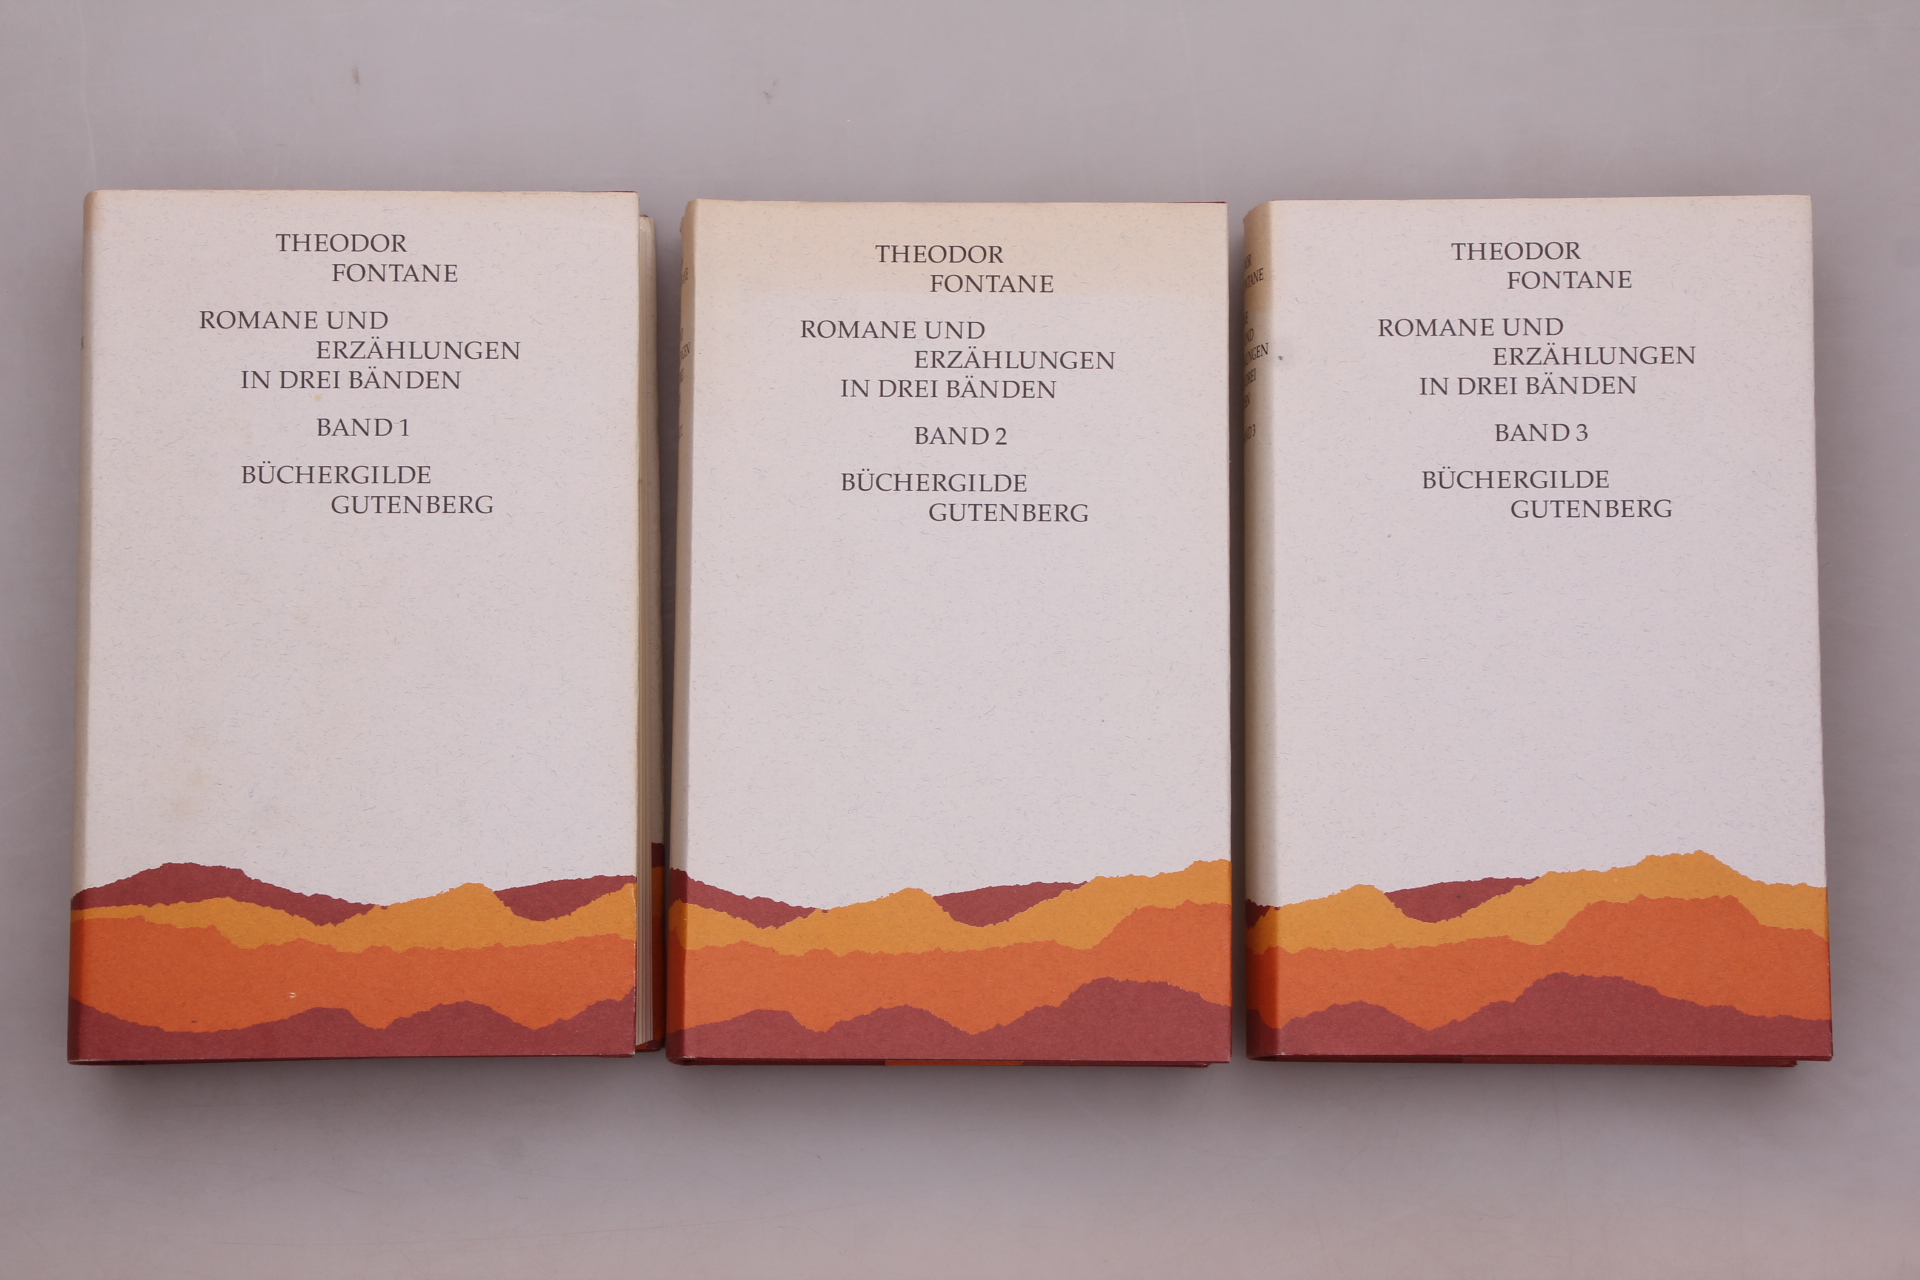 THEODOR
FONTANE
ROMANE UND
ERZÄHLUNGEN
IN DREI BÄNDEN
BAND 1
BÜCHERGILDE
GUTENBERG
THEODOR
FONTANE
ROMANE UND
ERZÄHLUNGEN
IN DREI BÄNDEN
BAND 2
BÜCHERGILDE
GUTENBERG
THEODOR
FONTANE
ROMANE UND
ERZÄHLUNGEN
IN DREI BÄNDEN
BAND 3
BÜCHERGILDE
GUTENBERG